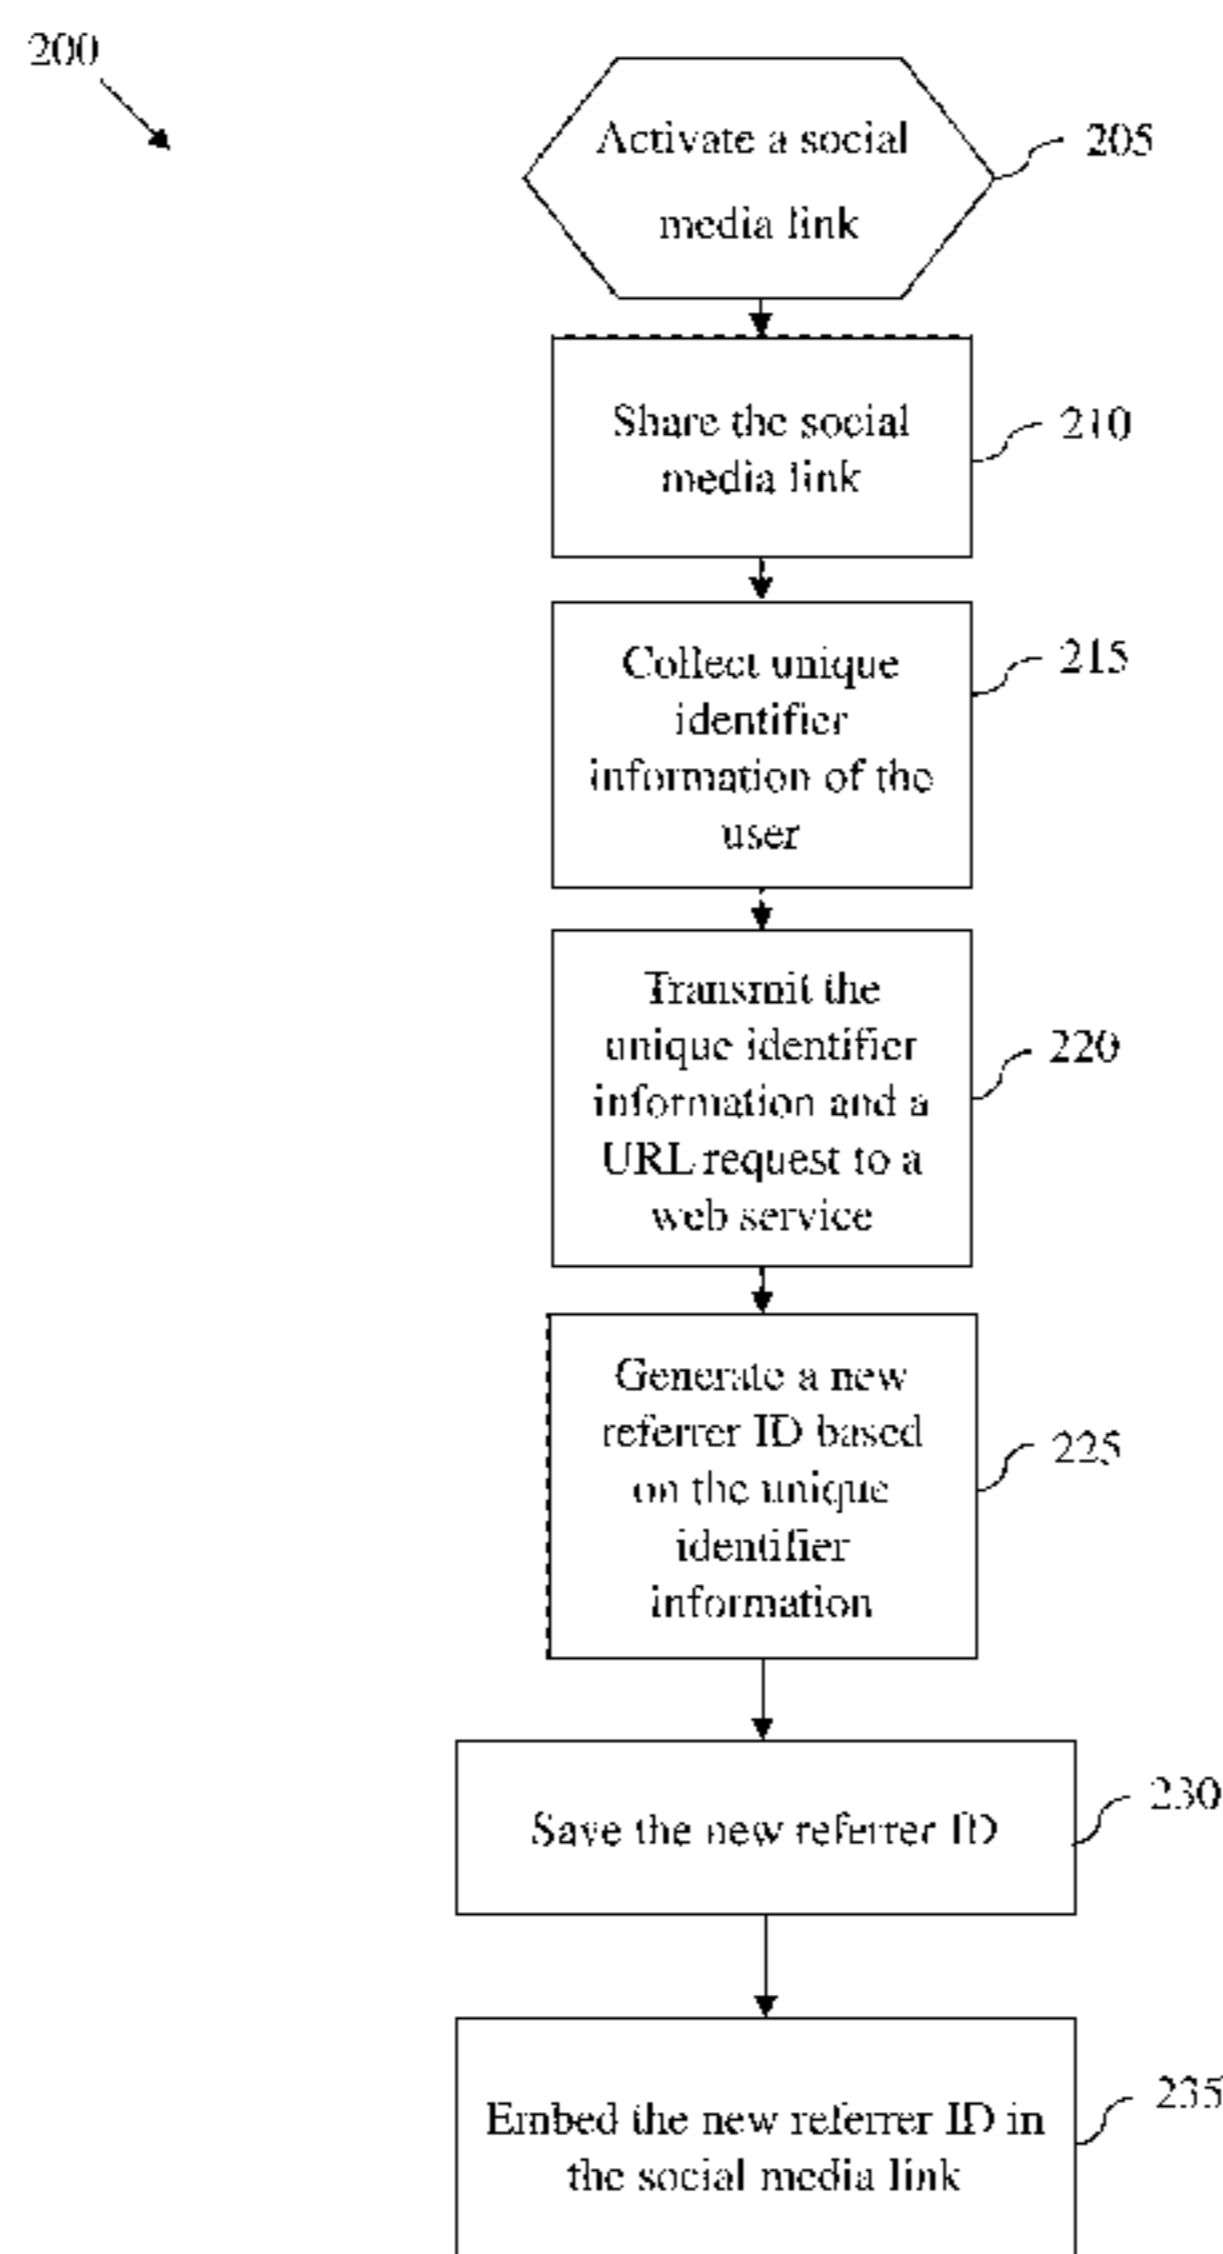 200
Activate a social
media link
205
Share the social
media link
210
Collect unique
identifier
information of the
user
215
Transmit the
unique identifier
information and a
URL request to a
web service
220
Generate a new
referrer ID based
on the unique
identifier
information
225
Save the new referrer ID
230
Embed the new referrer ID in
the social media link
235